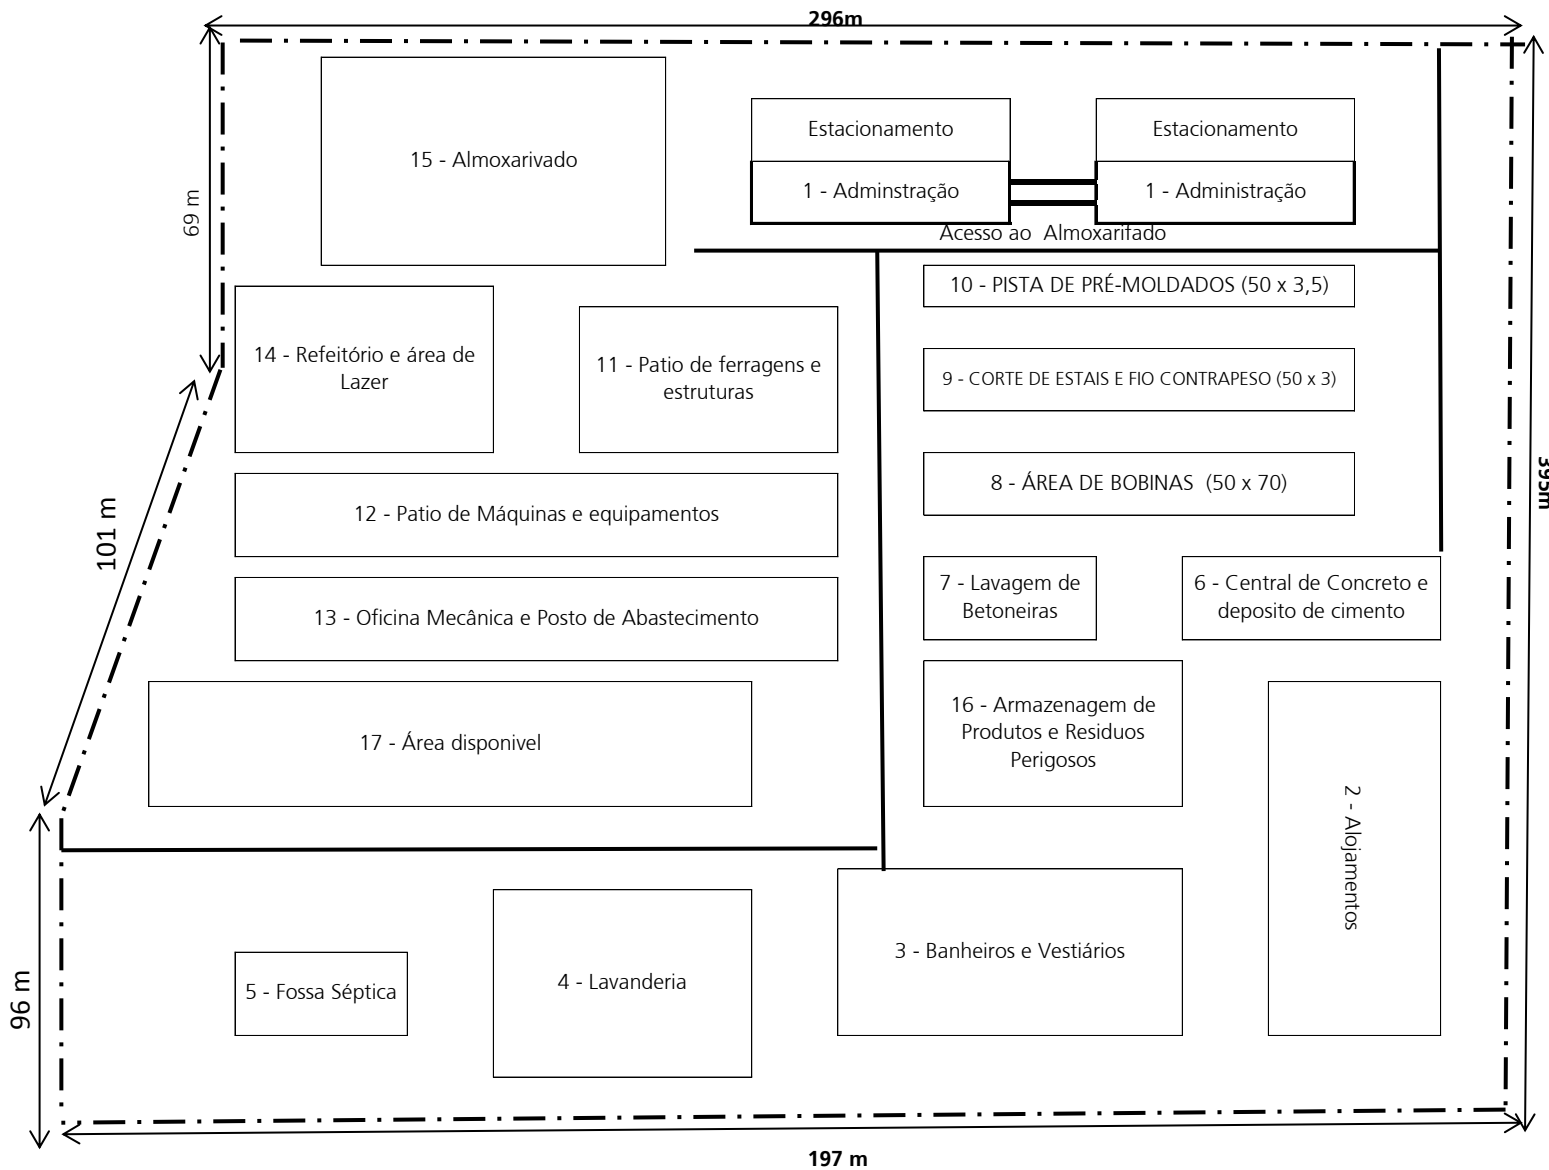 296m
Estacionamento
Estacionamento
15 - Almoxarivado
1 - Adminstração
1 - Administração
69 m
Acesso ao  Almoxarifado
10 - PISTA DE PRÉ-MOLDADOS (50 x 3,5)
14 - Refeitório e área de
Lazer
11 - Patio de ferragens e
estruturas
9 - CORTE DE ESTAIS E FIO CONTRAPESO (50 x 3)
395m
8 - ÁREA DE BOBINAS  (50 x 70)
101 m
12 - Patio de Máquinas e equipamentos
7 - Lavagem de
Betoneiras
6 - Central de Concreto e
deposito de cimento
13 - Oficina Mecânica e Posto de Abastecimento
16 - Armazenagem de
Produtos e Residuos
Perigosos
17 - Área disponivel
2 - Alojamentos
3 - Banheiros e Vestiários
4 - Lavanderia
5 - Fossa Séptica
96 m
197 m